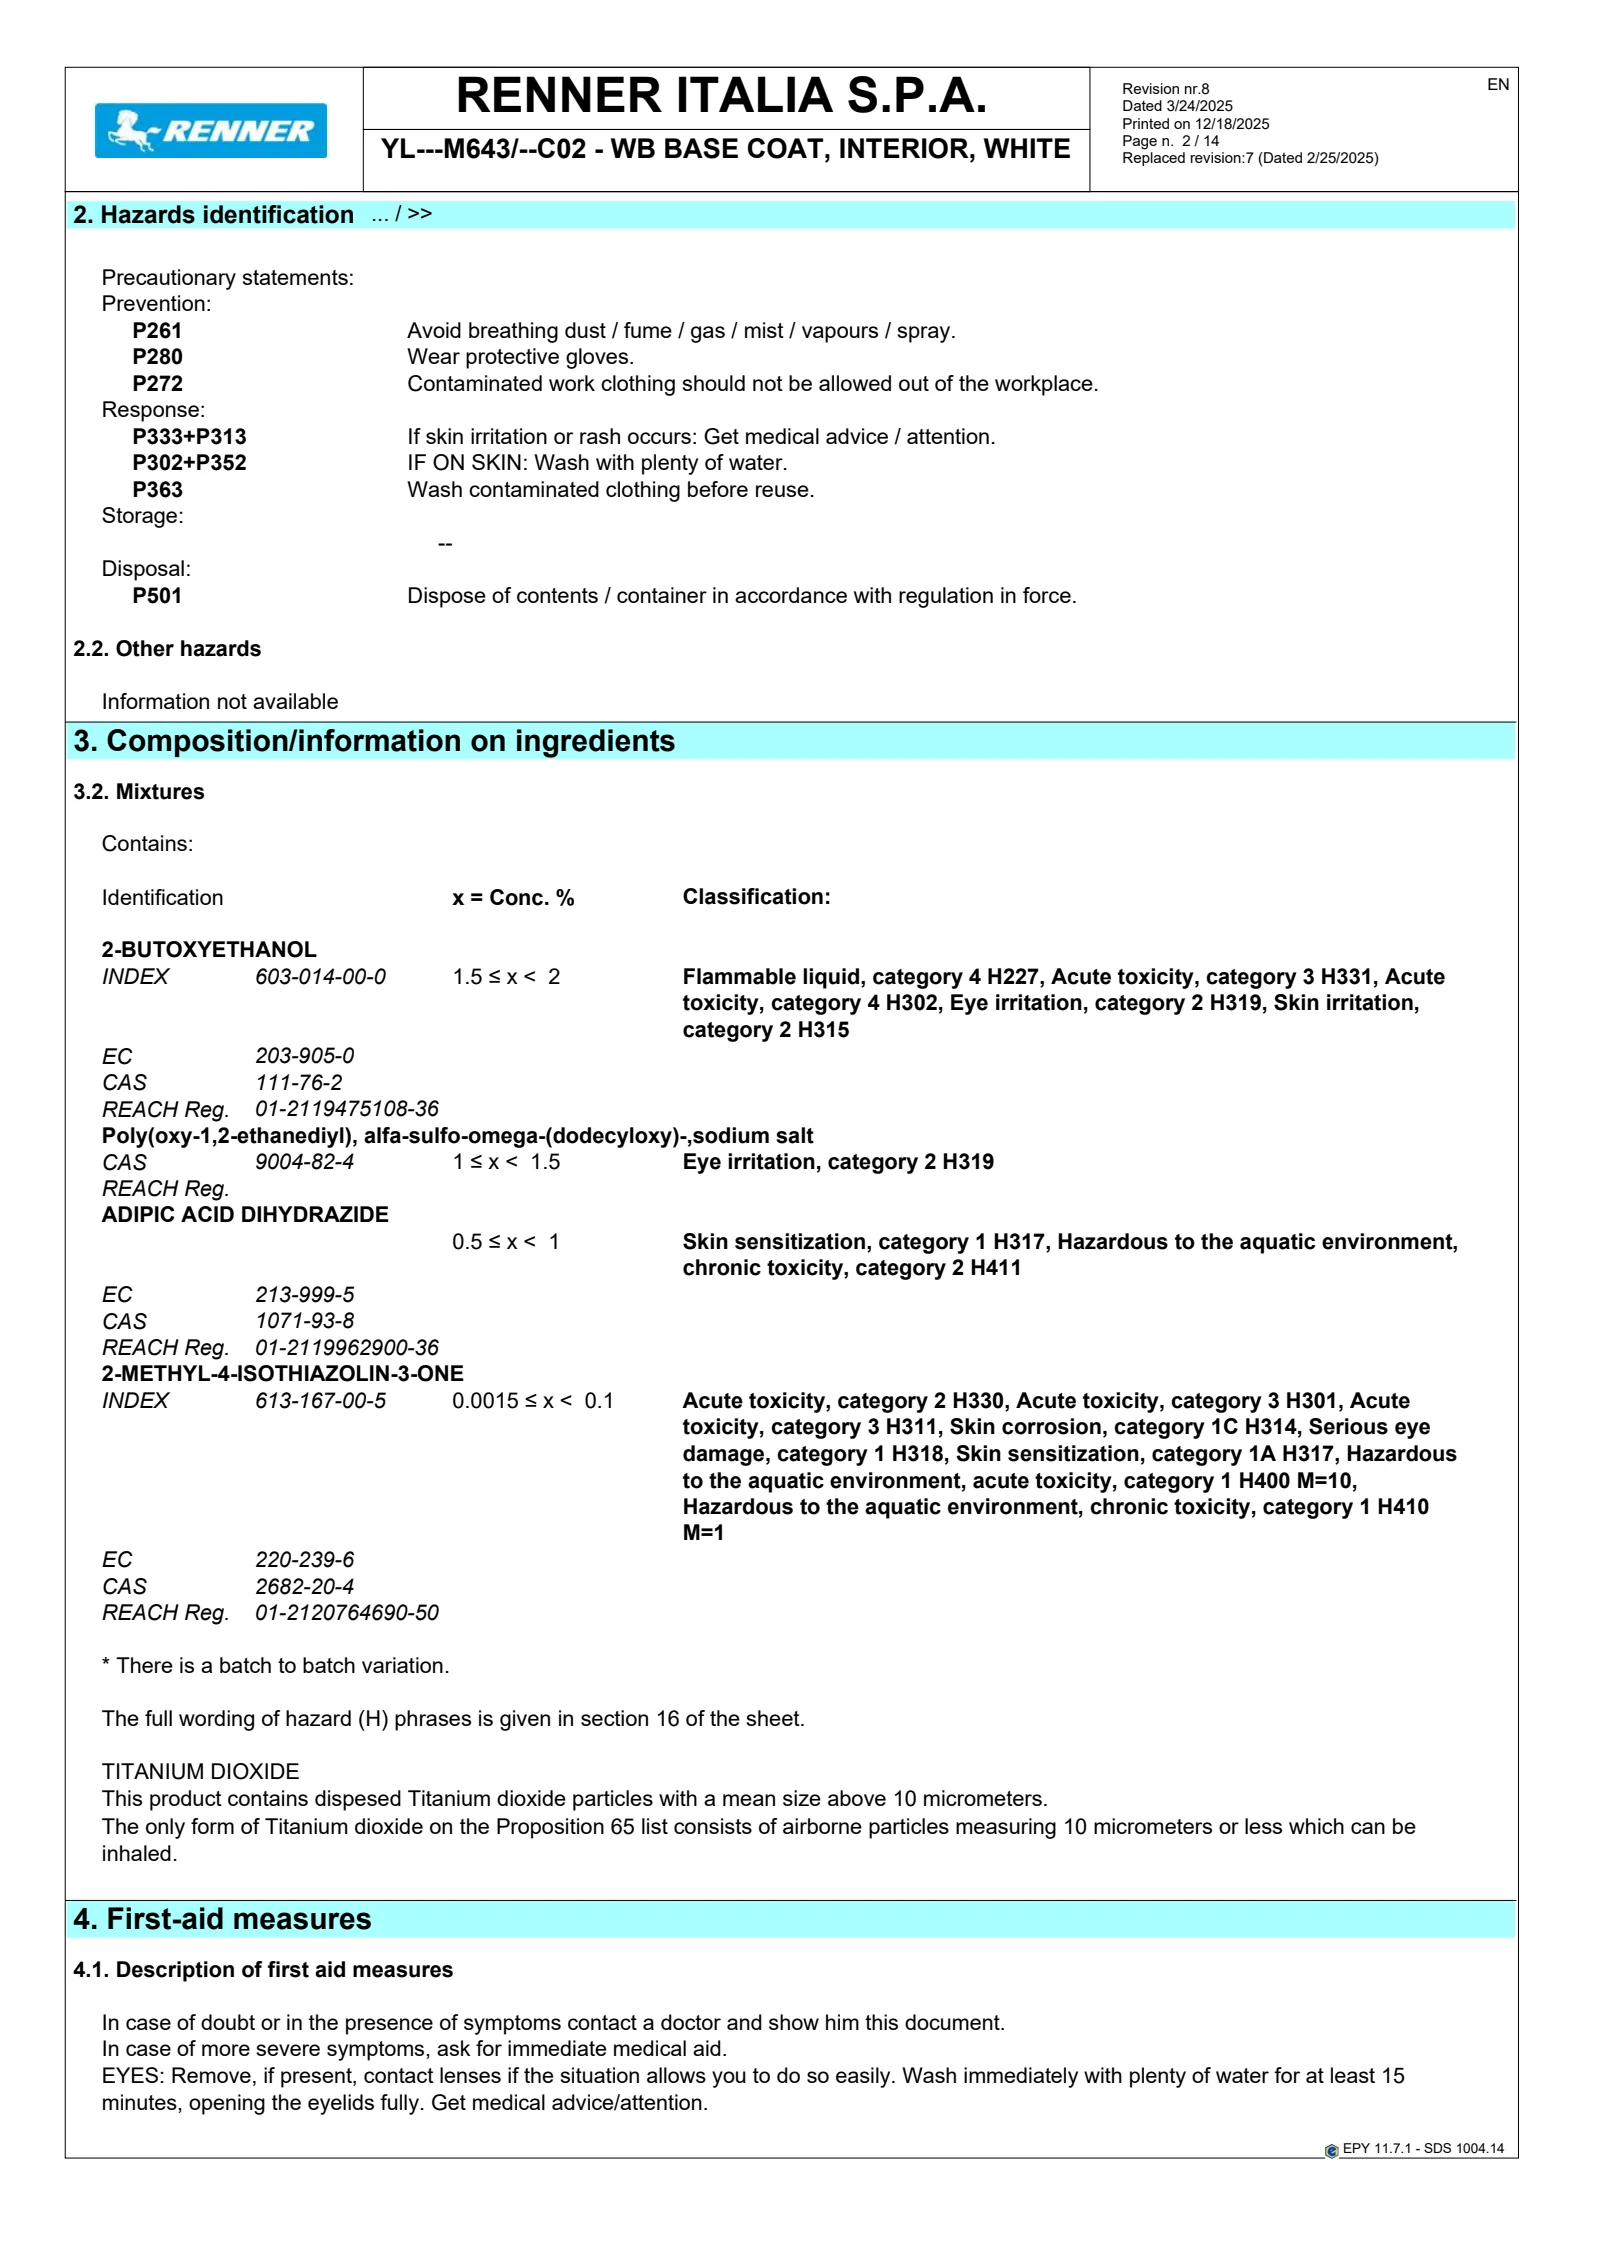 RENNER
RENNER ITALIA S.P.A.
YL---M643/--C02 - WB BASE COAT, INTERIOR, WHITE
EN
Revision nr.8
Dated 3/24/2025
Printed on 12/18/2025
Page n. 2 / 14
Replaced revision:7 (Dated 2/25/2025)
2. Hazards identification ... / >>
Precautionary statements:
Prevention:
P261 Avoid breathing dust / fume / gas / mist / vapours / spray.
P280 Wear protective gloves.
P272 Contaminated work clothing should not be allowed out of the workplace.
Response:
P333+P313 If skin irritation or rash occurs: Get medical advice / attention.
P302+P352 IF ON SKIN: Wash with plenty of water.
P363 Wash contaminated clothing before reuse.
Storage:
--
Disposal:
P501 Dispose of contents / container in accordance with regulation in force.
2.2. Other hazards
Information not available
3. Composition/information on ingredients
3.2. Mixtures
Contains:
Identification x = Conc. % Classification:
2-BUTOXYETHANOL
INDEX 603-014-00-0 1.5 ≤ x < 2 Flammable liquid, category 4 H227, Acute toxicity, category 3 H331, Acute
toxicity, category 4 H302, Eye irritation, category 2 H319, Skin irritation,
category 2 H315
EC 203-905-0
CAS 111-76-2
REACH Reg. 01-2119475108-36
Poly(oxy-1,2-ethanediyl), alfa-sulfo-omega-(dodecyloxy)-,sodium salt
CAS 9004-82-4 1 ≤ x < 1.5 Eye irritation, category 2 H319
REACH Reg.
ADIPIC ACID DIHYDRAZIDE
0.5 ≤ x < 1 Skin sensitization, category 1 H317, Hazardous to the aquatic environment,
chronic toxicity, category 2 H411
EC 213-999-5
CAS 1071-93-8
REACH Reg. 01-2119962900-36
2-METHYL-4-ISOTHIAZOLIN-3-ONE
INDEX 613-167-00-5 0.0015 ≤ x < 0.1 Acute toxicity, category 2 H330, Acute toxicity, category 3 H301, Acute
toxicity, category 3 H311, Skin corrosion, category 1C H314, Serious eye
damage, category 1 H318, Skin sensitization, category 1A H317, Hazardous
to the aquatic environment, acute toxicity, category 1 H400 M=10,
Hazardous to the aquatic environment, chronic toxicity, category 1 H410
M=1
EC 220-239-6
CAS 2682-20-4
REACH Reg. 01-2120764690-50
* There is a batch to batch variation.
The full wording of hazard (H) phrases is given in section 16 of the sheet.
TITANIUM DIOXIDE
This product contains dispesed Titanium dioxide particles with a mean size above 10 micrometers.
The only form of Titanium dioxide on the Proposition 65 list consists of airborne particles measuring 10 micrometers or less which can be
inhaled.
4. First-aid measures
4.1. Description of first aid measures
In case of doubt or in the presence of symptoms contact a doctor and show him this document.
In case of more severe symptoms, ask for immediate medical aid.
EYES: Remove, if present, contact lenses if the situation allows you to do so easily. Wash immediately with plenty of water for at least 15
minutes, opening the eyelids fully. Get medical advice/attention.
EPY 11.7.1 - SDS 1004.14